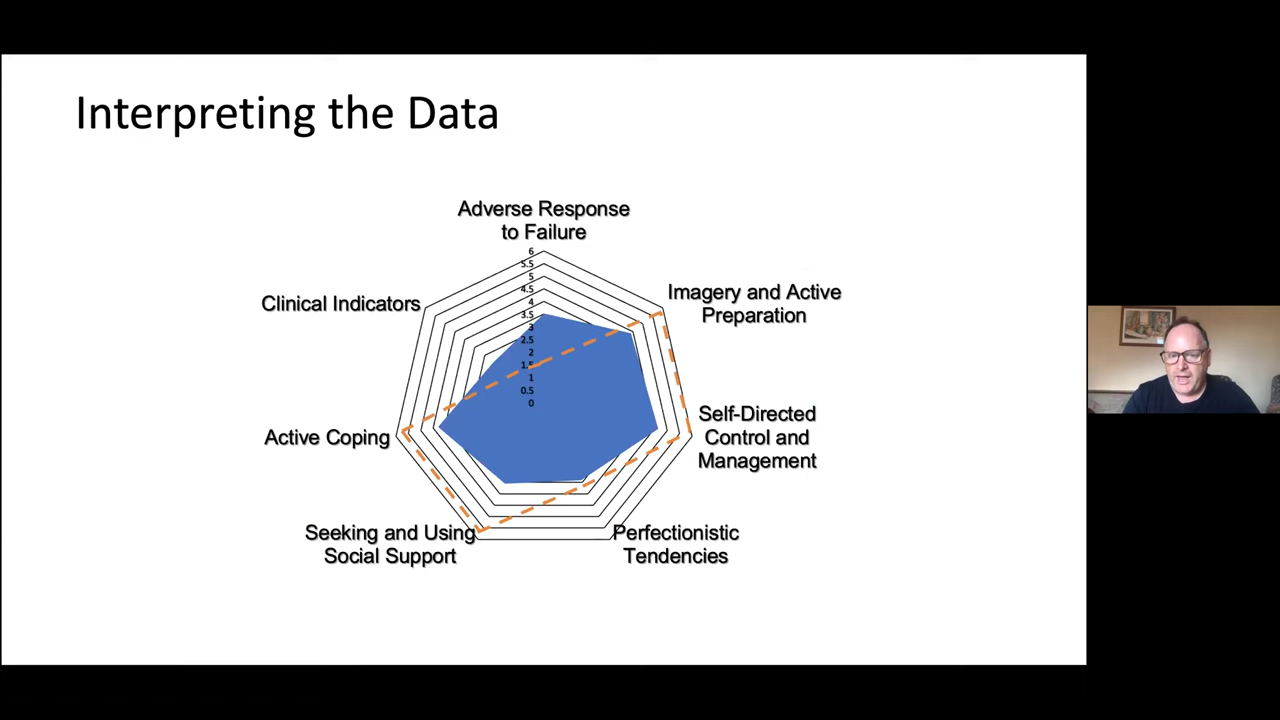 Interpreting the Data
Adverse Response
to Failure
6
5.5
5
4.5
4
3.5
3
2.5
2
1.5
1
0.5
0
Imagery and Active
Preparation
Self-Directed
Control and
Management
Perfectionistic
Tendencies
Seeking and Using
Social Support
Active Coping
Clinical Indicators